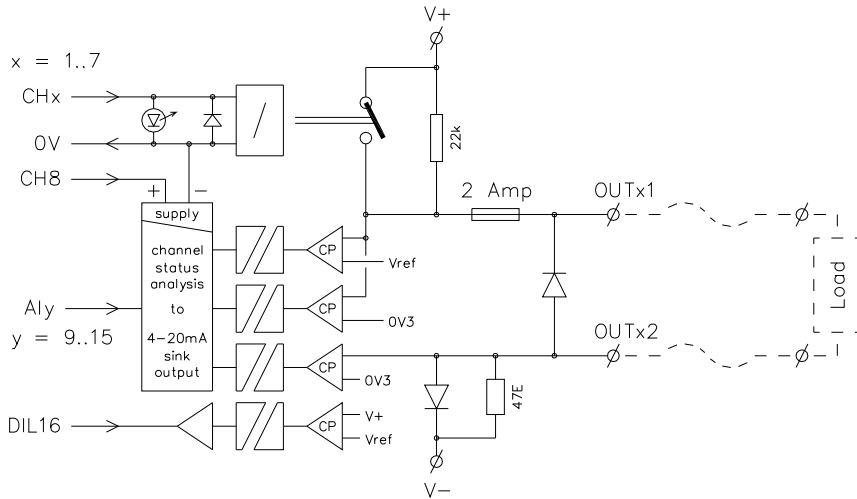 V+
x = 1..7
CHx
0V
CH8
+ −
22k
2 Amp
OUTx1
supply
channel
status
analysis
to
4−20mA
sink
output
CP
Vref
CP
0V3
CP
0V3
AIy
y = 9..15
OUTx2
Load
47E
DIL16
CP
V+
Vref
V−